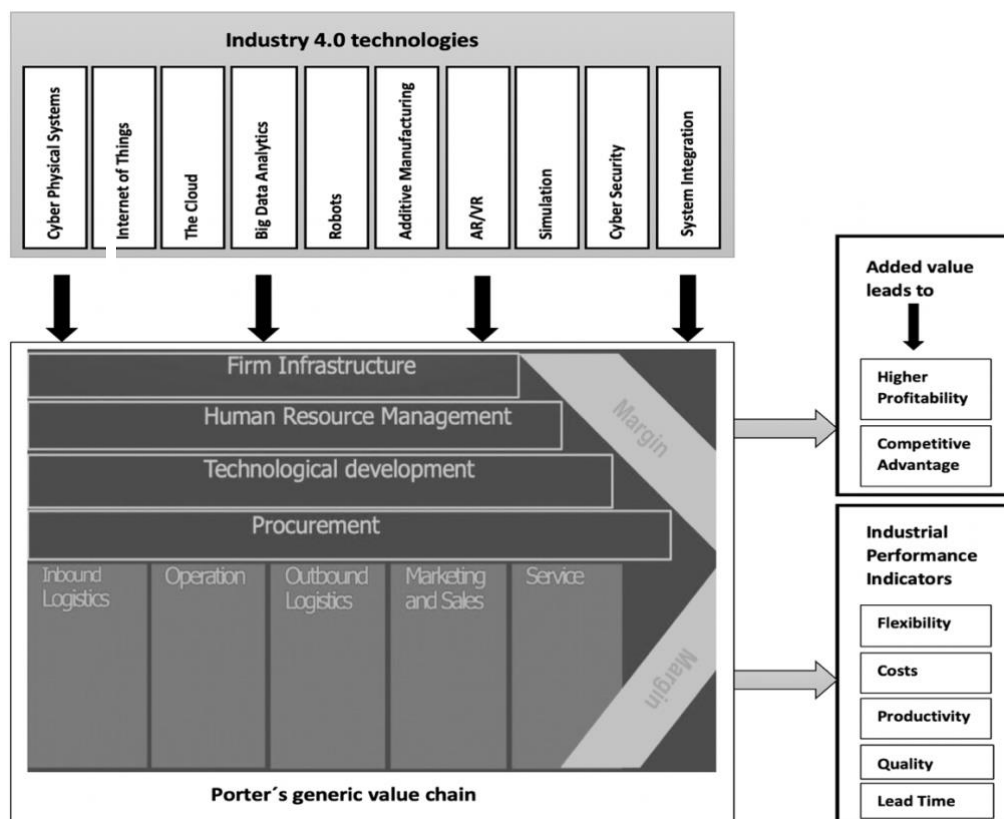 Industry 4.0 technologies
Cyber Physical Systems
Internet of Things
The Cloud
Big Data Analytics
Robots
Additive Manufacturing
AR/VR
Simulation
Cyber Security
System Integration
Firm Infrastructure
Human Resource Management
Technological development
Procurement
Margin
Inbound
Logistics
Operation
Outbound
Logistics
Marketing
and Sales
Service
Margin
Porter´s generic value chain
Added value
leads to
Higher
Profitability
Competitive
Advantage
Industrial
Performance
Indicators
Flexibility
Costs
Productivity
Quality
Lead Time